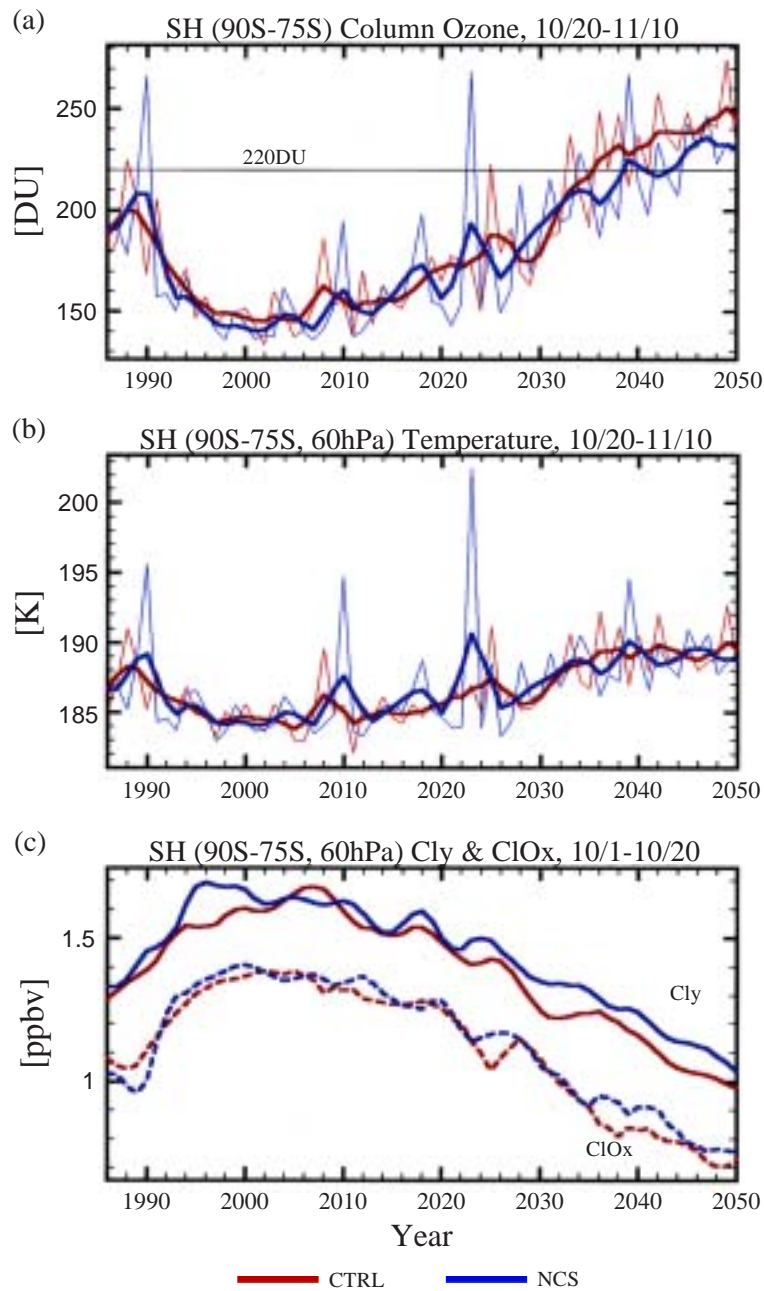 (a)
SH (90S-75S) Column Ozone, 10/20-11/10
[DU]
250
200
150
220DU
1990 2000 2010 2020 2030 2040 2050
(b)
SH (90S-75S, 60hPa) Temperature, 10/20-11/10
[K]
200
195
190
185
1990 2000 2010 2020 2030 2040 2050
(c)
SH (90S-75S, 60hPa) Cly & ClOx, 10/1-10/20
[ppbv]
1.5
1
Cly
ClOx
1990 2000 2010 2020 2030 2040 2050
Year
CTRL NCS